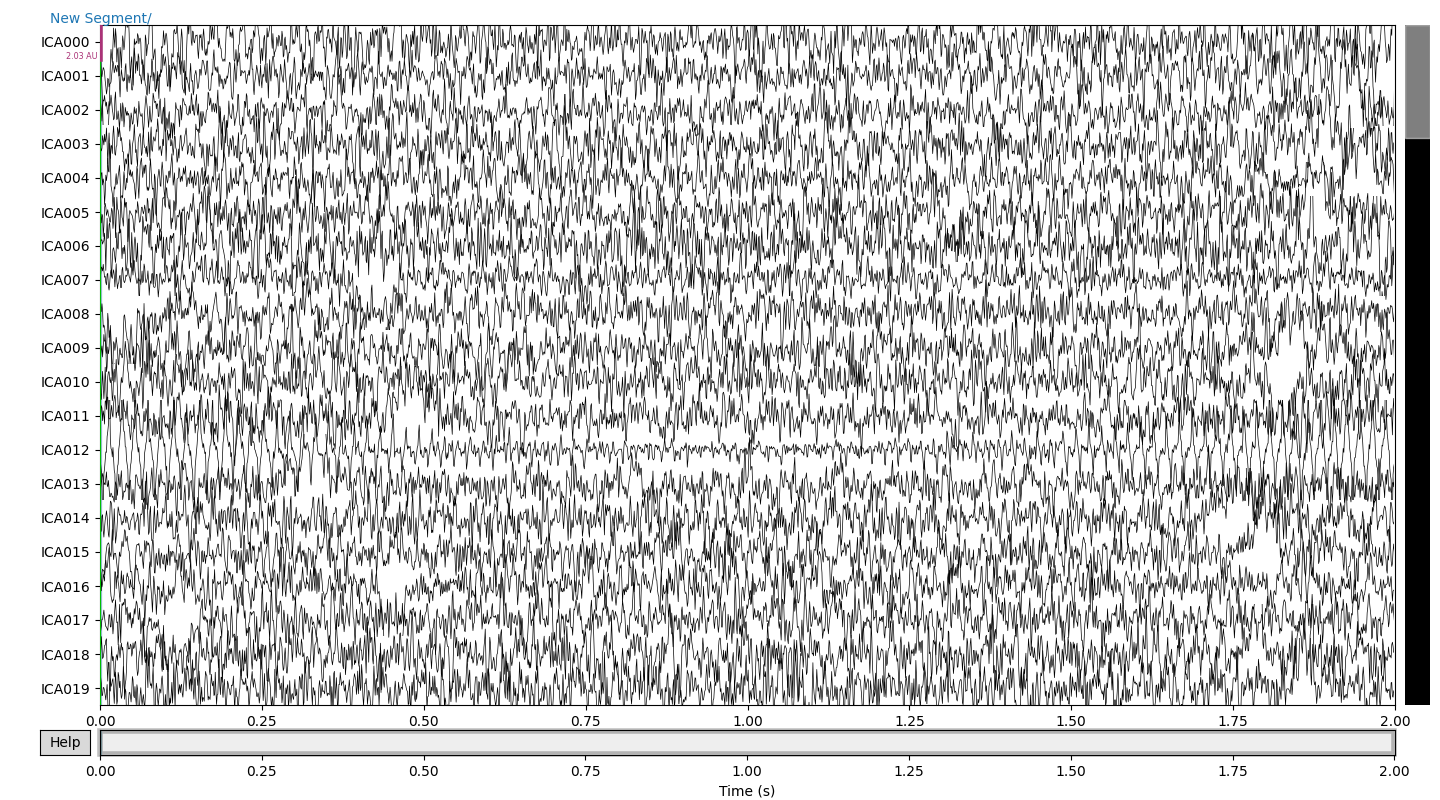 New Segment/
ICA000
2.03 AU
ICA001
ICA002
ICA003
ICA004
ICA005
ICA006
ICA007
ICA008
ICA009
ICA010
ICA011
ICA012
ICA013
ICA014
ICA015
ICA016
ICA017
ICA018
ICA019
0.00 0.25 0.50 0.75 1.00 1.25 1.50 1.75 2.00
Help
0.00 0.25 0.50 0.75 1.00 1.25 1.50 1.75 2.00
Time (s)